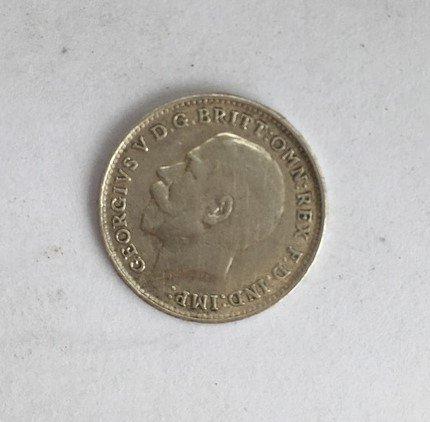 GEORGIVS V D.G.BRITT:OMN:REX F.D.IND:IMP.